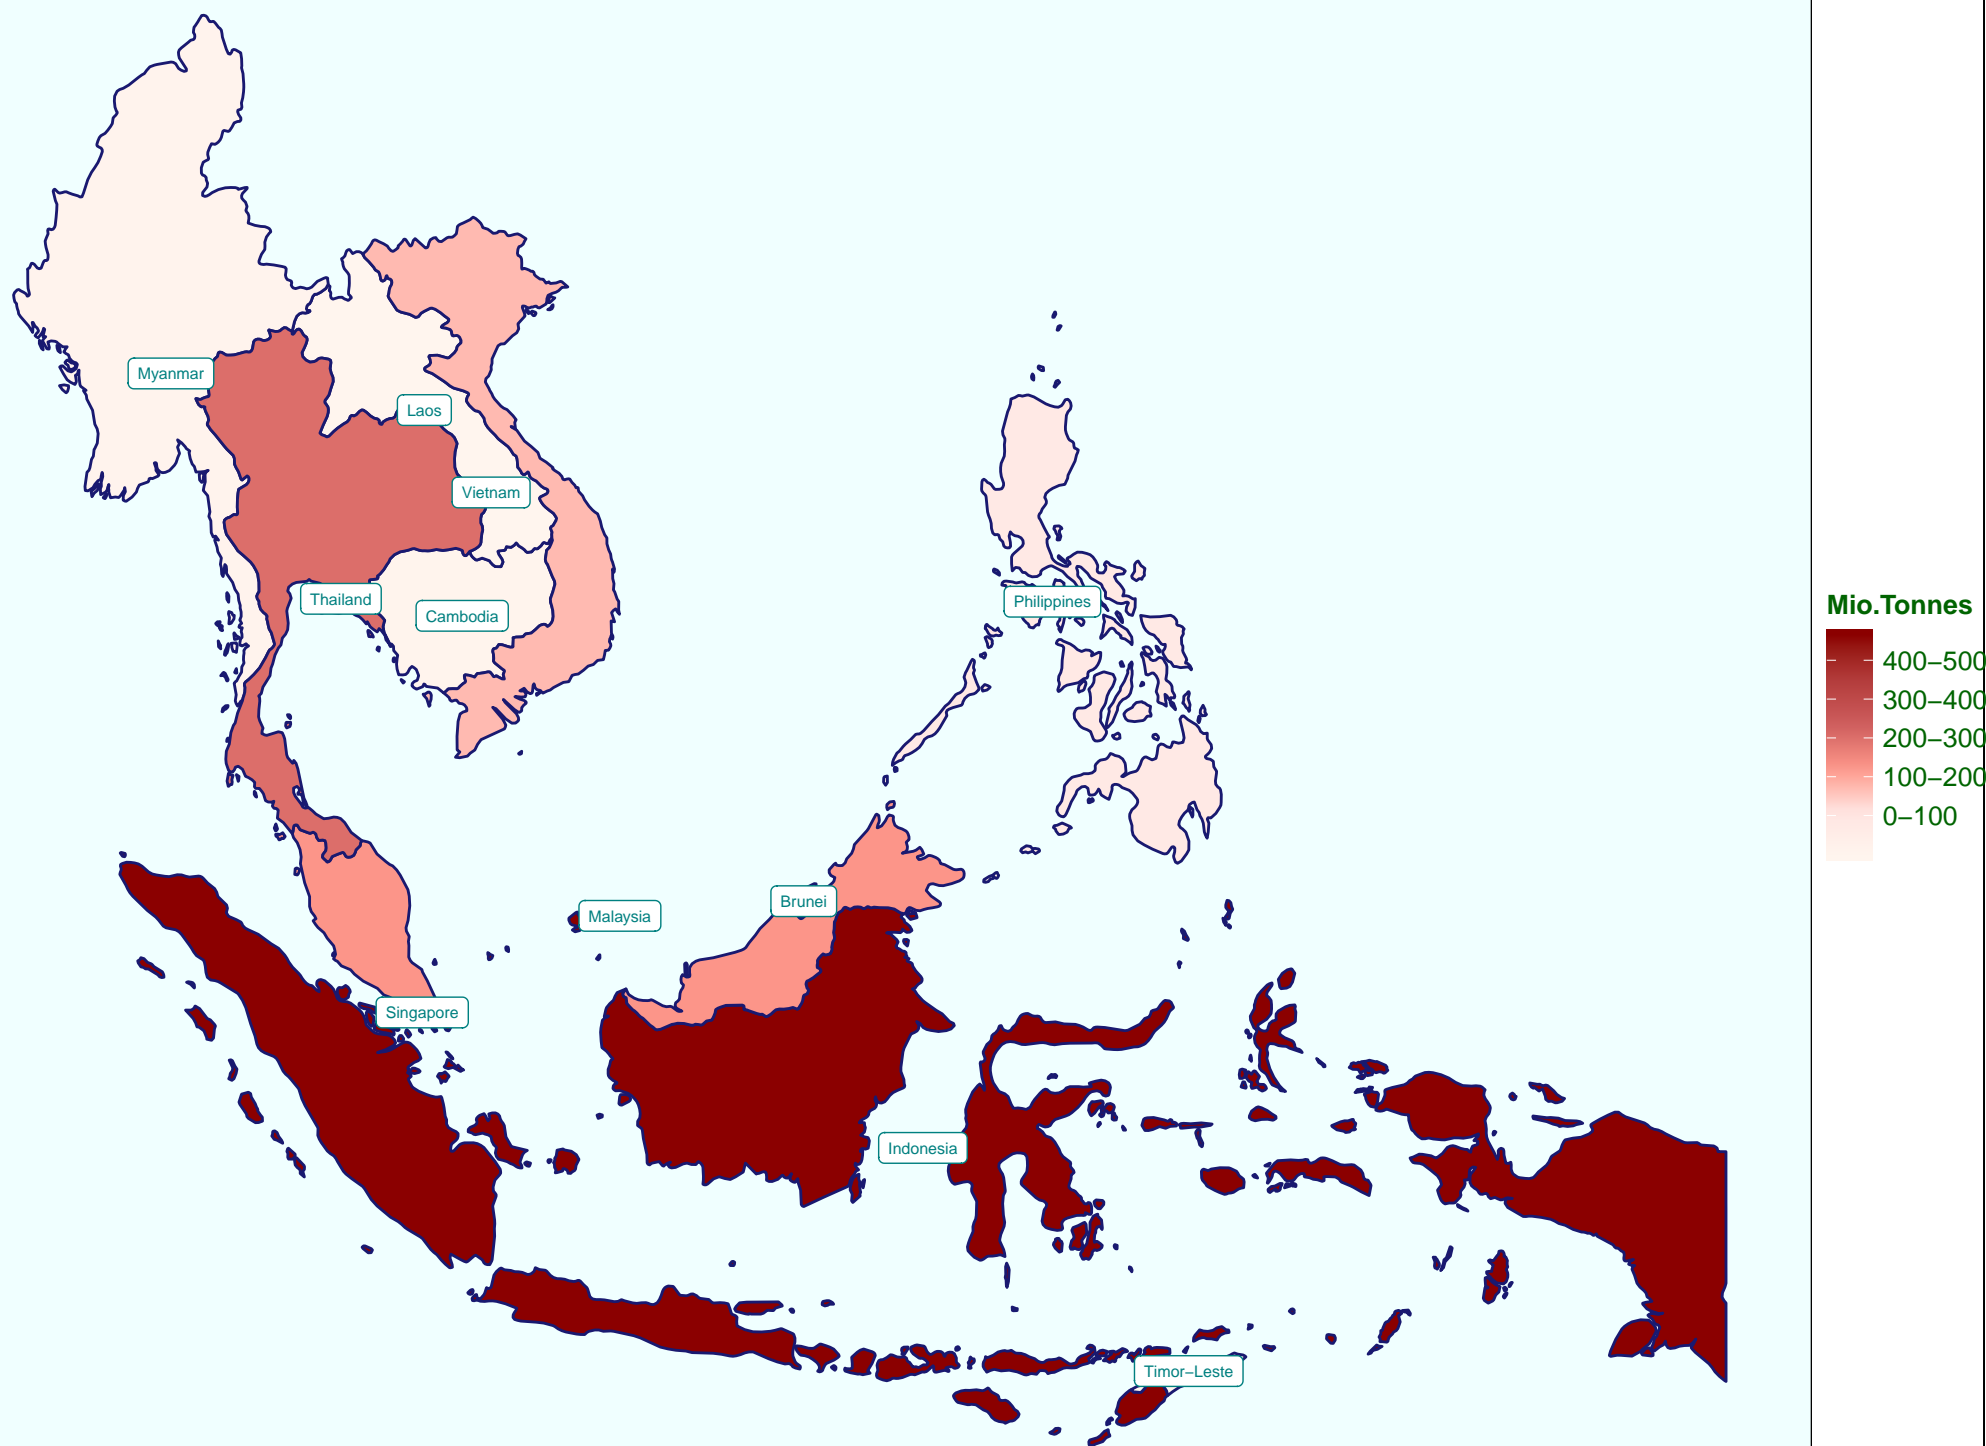 Myanmar
Laos
Vietnam
Thailand
Cambodia
Philippines
Mio.Tonnes
400–500
300–400
200–300
100–200
0–100
Brunei
Malaysia
Singapore
Indonesia
Timor–Leste